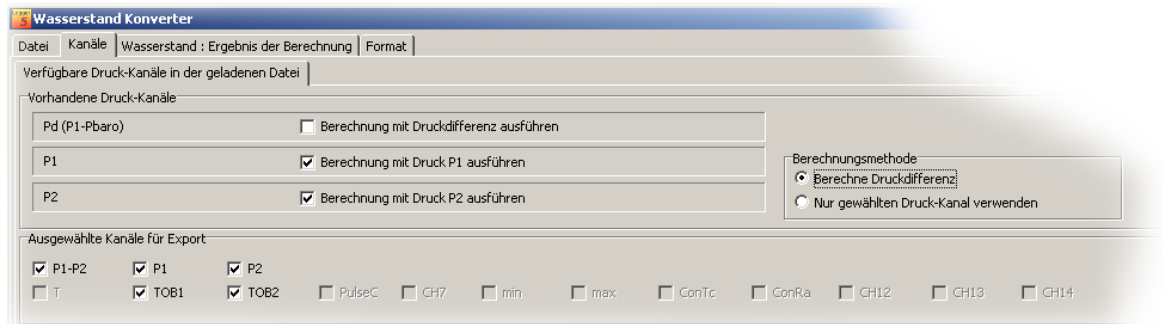 Wasserstand Konverter
Datei Kanäle Wasserstand : Ergebnis der Berechnung Format
Verfügbare Druck-Kanäle in der geladenen Datei
Vorhandene Druck-Kanäle
Pd (P1-Pbaro) Berechnung mit Druckdifferenz ausführen
P1 Berechnung mit Druck P1 ausführen
P2 Berechnung mit Druck P2 ausführen
Berechnungsmethode
Berechne Druckdifferenz
Nur gewählten Druck-Kanal verwenden
Ausgewählte Kanäle für Export
P1-P2 P1 P2
T TOB1 TOB2 PulseC CH7 min max ConTc ConRa CH12 CH13 CH14